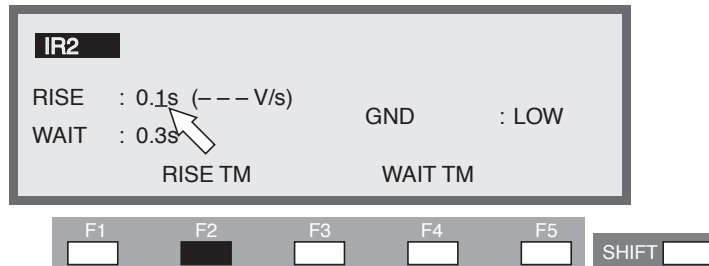 IR2
RISE : 0.1s (– – – V/s)
GND : LOW
WAIT : 0.3s
RISE TM WAIT TM
F1 F2 F3 F4 F5 SHIFT